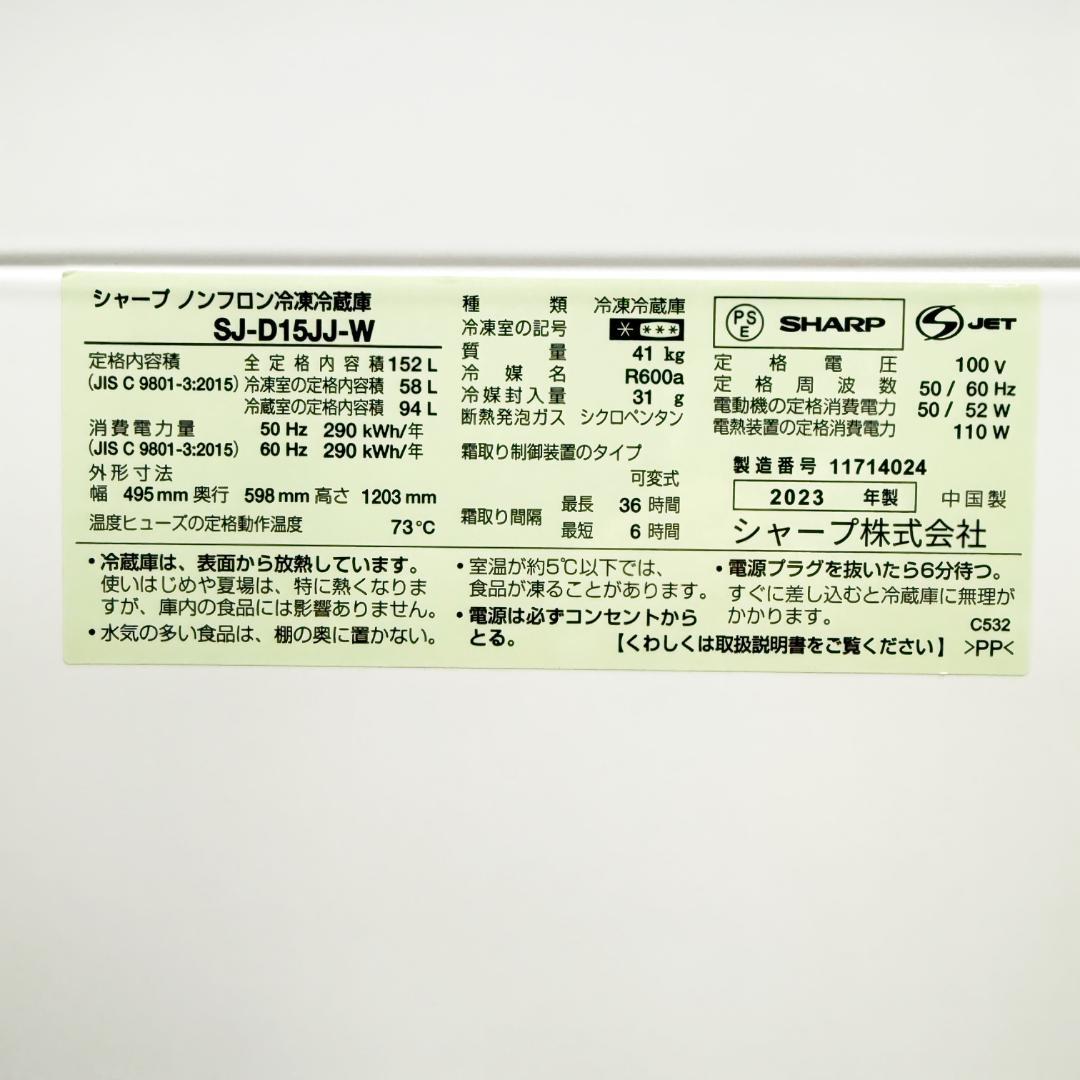 シャープ ノンフロン冷凍冷蔵庫
SJ-D15JJ-W
定格内容積 全定格内容積 152 L
(JIS C 9801-3:2015) 冷凍室の定格内容積 58 L
冷蔵室の定格内容積 94 L
消費電力量 50 Hz 290 kWh/年
(JIS C 9801-3:2015) 60 Hz 290 kWh/年
外形寸法
幅 495mm 奥行 598mm 高さ 1203mm
温度ヒューズの定格動作温度 73℃
種類 冷凍冷蔵庫
冷凍室の記号
質量 41 kg
冷媒名 R600a
冷媒封入量 31 g
断熱発泡ガス シクロペンタン
霜取り制御装置のタイプ
可変式
霜取り間隔 最長 36 時間
最短 6 時間
PSE SHARP JET
定格電圧 100 V
定格周波数 50 / 60 Hz
電動機の定格消費電力 50 / 52 W
電熱装置の定格消費電力 110 W
製造番号 11714024
2023 年製 中国製
シャープ株式会社
・冷蔵庫は、表面から放熱しています。
使いはじめや夏場は、特に熱くなりま
すが、庫内の食品には影響ありません。
・水気の多い食品は、棚の奥に置かない。
・室温が約5℃以下では、
食品が凍ることがあります。
・電源は必ずコンセントから
とる。
・電源プラグを抜いたら6分待つ。
すぐに差し込むと冷蔵庫に無理が
かかります。
C532
【くわしくは取扱説明書をご覧ください】 >PP<